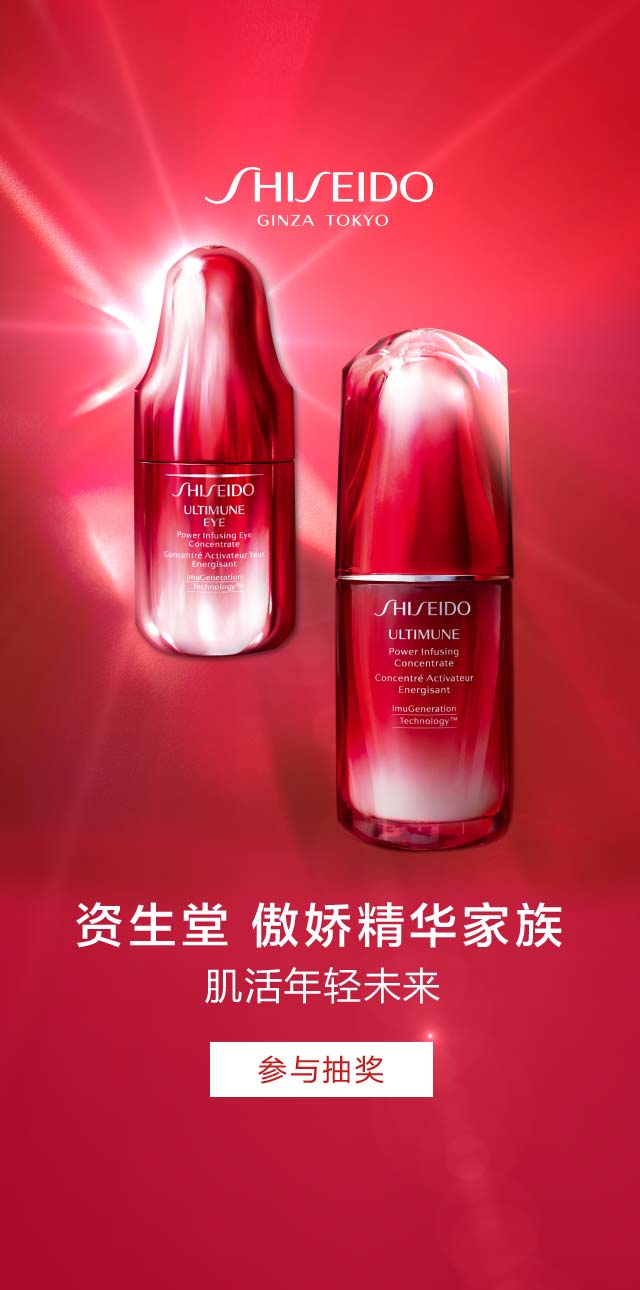 SHISEIDO
GINZA TOKYO
SHISEIDO
ULTIMUNE
EYE
Power Infusing Eye
Concentrate
Concentré Activateur Yeux
Energisant
ImuGeneration
Technology™
SHISEIDO
ULTIMUNE
Power Infusing
Concentrate
Concentré Activateur
Energisant
ImuGeneration
Technology™
资生堂 傲娇精华家族
肌活年轻未来
参与抽奖